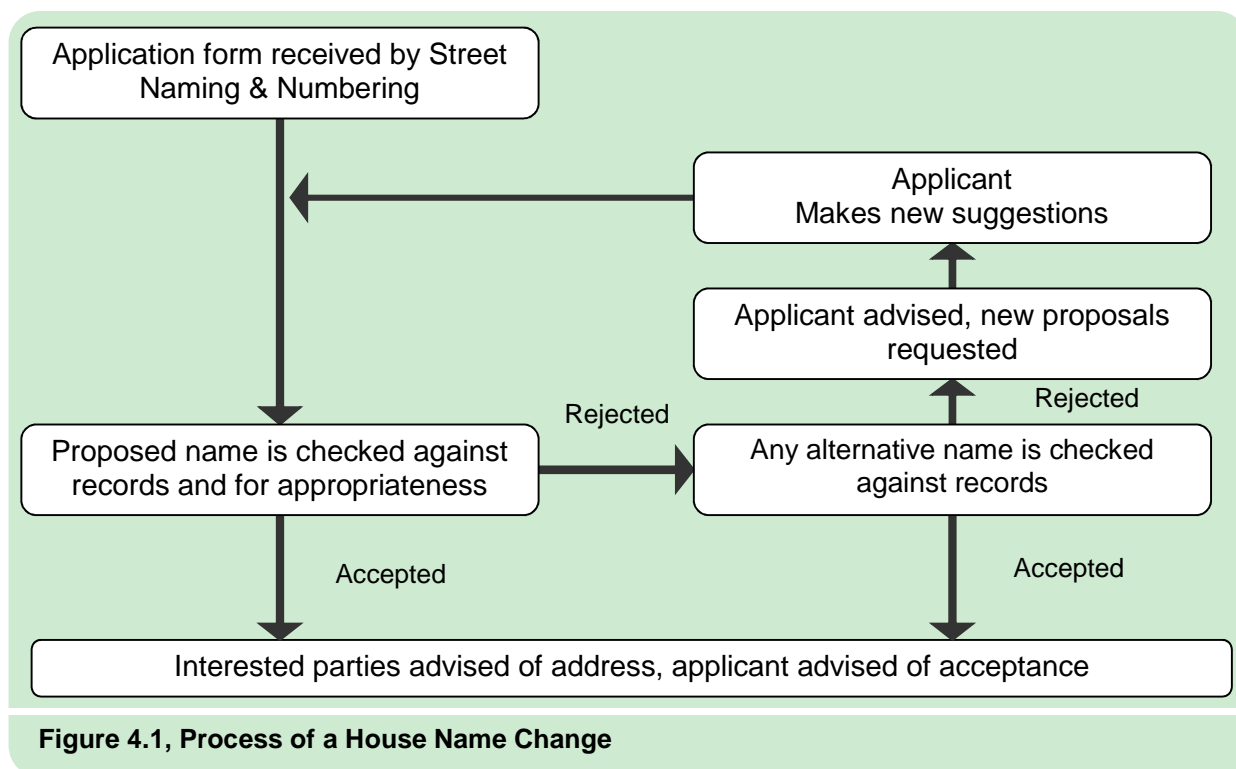 Application form received by Street
Naming & Numbering
Applicant
Makes new suggestions
Applicant advised, new proposals
requested
Rejected
Rejected
Proposed name is checked against
records and for appropriateness
Any alternative name is checked
against records
Accepted
Accepted
Interested parties advised of address, applicant advised of acceptance
Figure 4.1, Process of a House Name Change